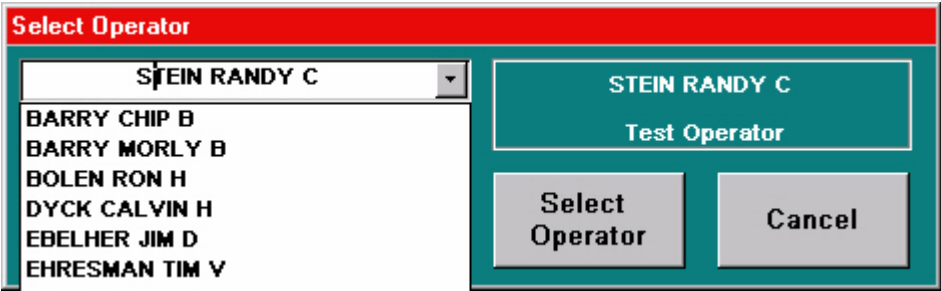 Select Operator
STEIN RANDY C
BARRY CHIP B
BARRY MORLY B
BOLEN RON H
DYCK CALVIN H
EBELHER JIM D
EHRESMAN TIM V
STEIN RANDY C
Test Operator
Select
Operator
Cancel